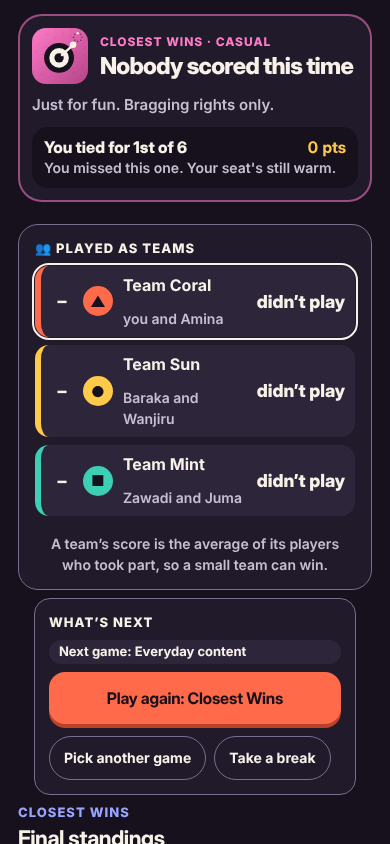 CLOSEST WINS · CASUAL
Nobody scored this time
Just for fun. Bragging rights only.
You tied for 1st of 6
0 pts
You missed this one. Your seat's still warm.
👥 PLAYED AS TEAMS
–
Team Coral
you and Amina
didn’t play
–
Team Sun
Baraka and
Wanjiru
didn’t play
–
Team Mint
Zawadi and Juma
didn’t play
A team’s score is the average of its players
who took part, so a small team can win.
WHAT’S NEXT
Next game: Everyday content
Play again: Closest Wins
Pick another game
Take a break
CLOSEST WINS
Final standings